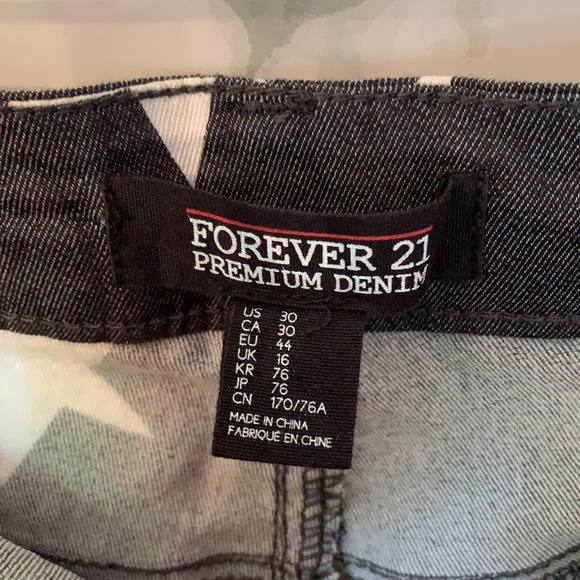 FOREVER 21
PREMIUM DENIM
US 30
CA 30
EU 44
UK 16
KR 76
JP 76
CN 170/76A
MADE IN CHINA
FABRIQUÉ EN CHINE